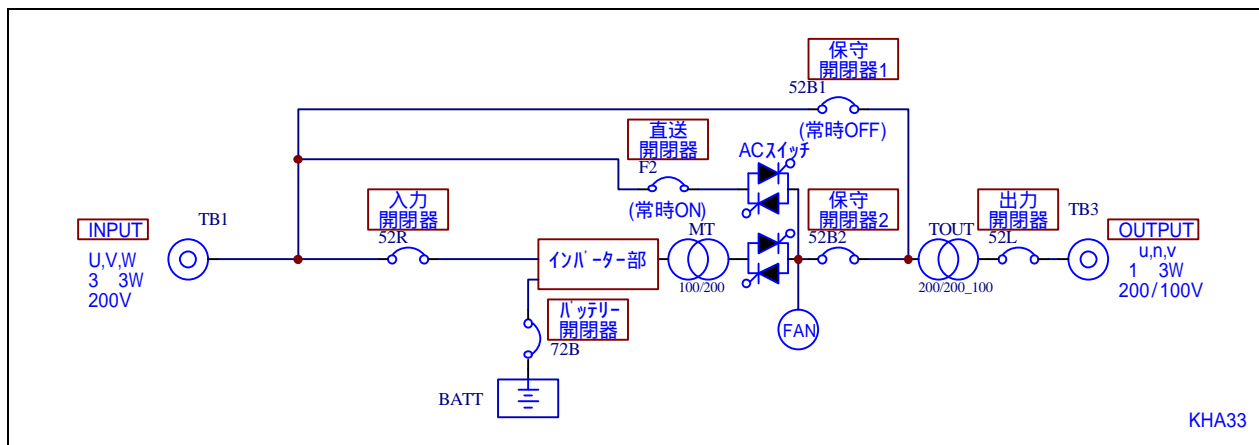 保守
開閉器1
52B1
(常時OFF)
直送
開閉器
F2
(常時ON)
ACスイッチ
入力
開閉器
52R
保守
開閉器2
52B2
出力
開閉器
52L
INPUT
TB1
U,V,W
3 3W
200V
インバーター部
MT
100/200
TOUT
200/200_100
TB3
OUTPUT
u,n,v
1 3W
200/100V
バッテリー
開閉器
72B
FAN
BATT
KHA33